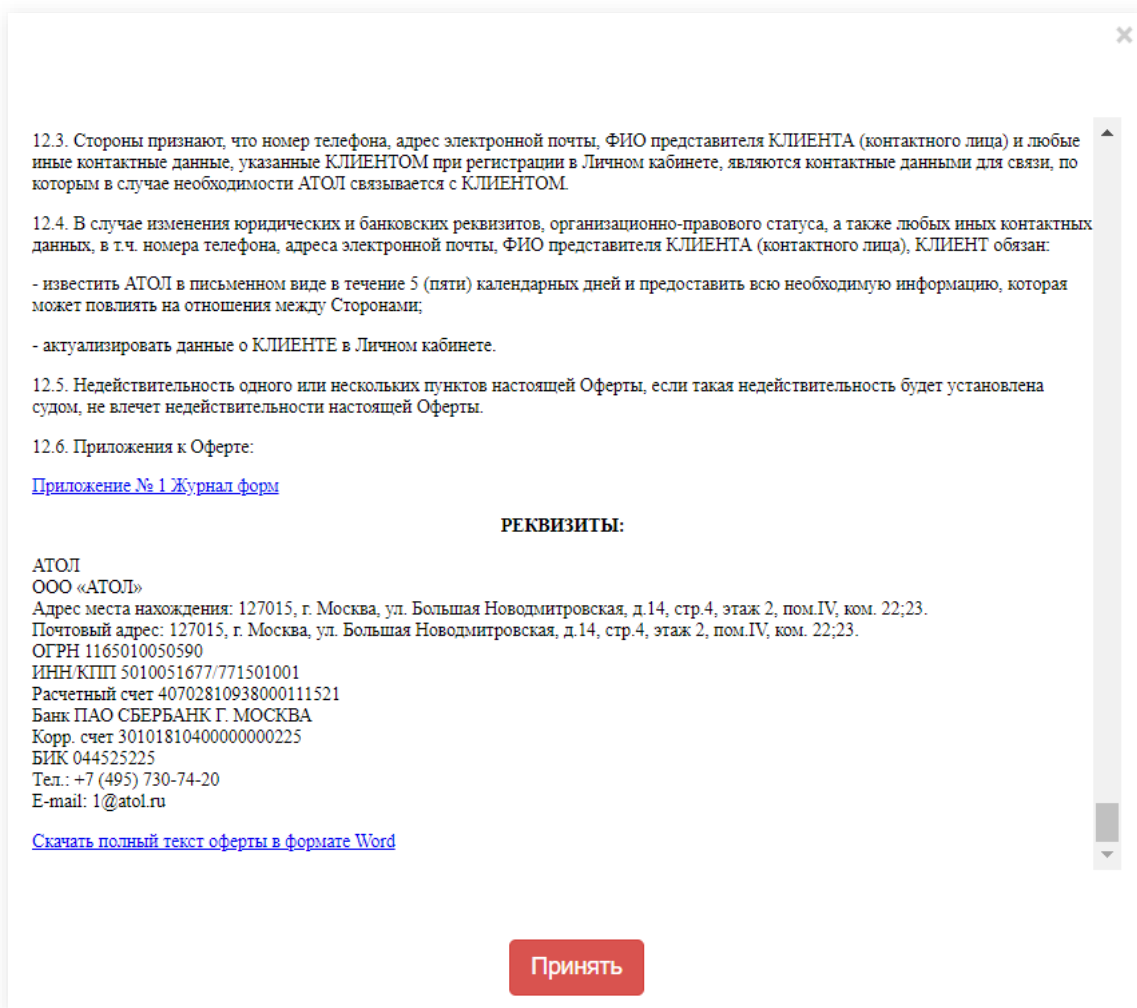 ×
12.3. Стороны признают, что номер телефона, адрес электронной почты, ФИО представителя КЛИЕНТА (контактного лица) и любые
иные контактные данные, указанные КЛИЕНТОМ при регистрации в Личном кабинете, являются контактные данными для связи, по
которым в случае необходимости АТОЛ связывается с КЛИЕНТОМ.
12.4. В случае изменения юридических и банковских реквизитов, организационно-правового статуса, а также любых иных контактных
данных, в т.ч. номера телефона, адреса электронной почты, ФИО представителя КЛИЕНТА (контактного лица), КЛИЕНТ обязан:
- известить АТОЛ в письменном виде в течение 5 (пяти) календарных дней и предоставить всю необходимую информацию, которая
может повлиять на отношения между Сторонами;
- актуализировать данные о КЛИЕНТЕ в Личном кабинете.
12.5. Недействительность одного или нескольких пунктов настоящей Оферты, если такая недействительность будет установлена
судом, не влечет недействительности настоящей Оферты.
12.6. Приложения к Оферте:
Приложение № 1 Журнал форм
РЕКВИЗИТЫ:
АТОЛ
ООО «АТОЛ»
Адрес места нахождения: 127015, г. Москва, ул. Большая Новодмитровская, д.14, стр.4, этаж 2, пом.IV, ком. 22;23.
Почтовый адрес: 127015, г. Москва, ул. Большая Новодмитровская, д.14, стр.4, этаж 2, пом.IV, ком. 22;23.
ОГРН 1165010050590
ИНН/КПП 5010051677/771501001
Расчетный счет 40702810938000111521
Банк ПАО СБЕРБАНК Г. МОСКВА
Корр. счет 30101810400000000225
БИК 044525225
Тел.: +7 (495) 730-74-20
E-mail: 1@atol.ru
Скачать полный текст оферты в формате Word
Принять